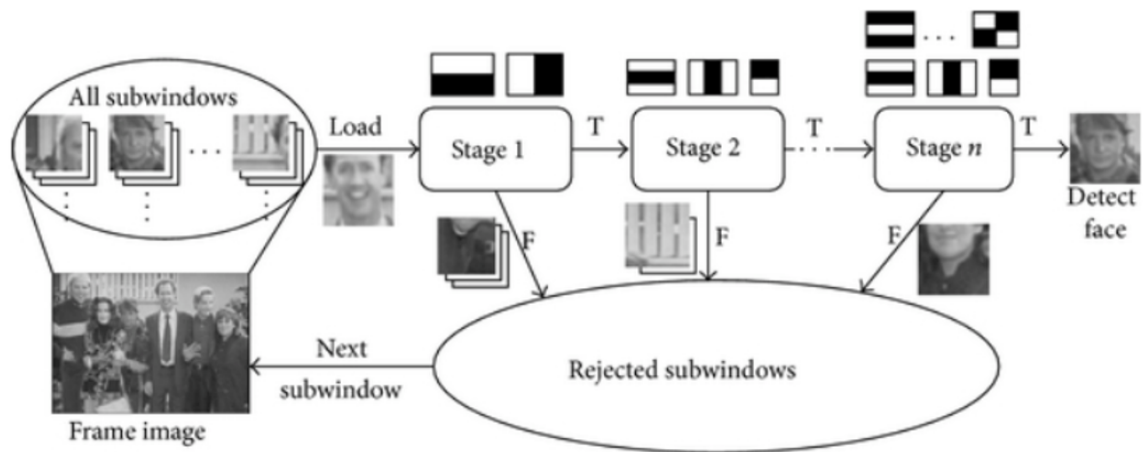 All subwindows
. . .
Load
Stage 1
T
Stage 2
T
Stage n
T
Detect
face
F
F
F
Rejected subwindows
Next
subwindow
Frame image